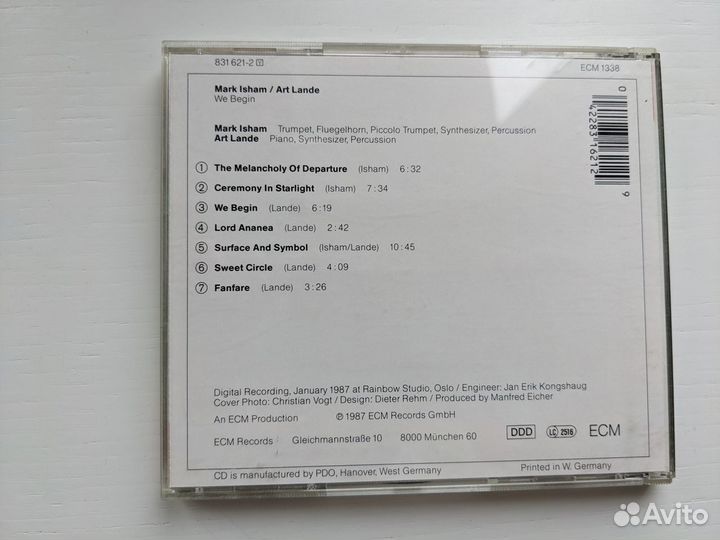 831 621-2 Y ECM 1338
Mark Isham / Art Lande
We Begin
Mark Isham Trumpet, Fluegelhorn, Piccolo Trumpet, Synthesizer, Percussion
Art Lande Piano, Synthesizer, Percussion
① The Melancholy Of Departure (Isham) 6:32
② Ceremony In Starlight (Isham) 7:34
③ We Begin (Lande) 6:19
④ Lord Ananea (Lande) 2:42
⑤ Surface And Symbol (Isham/Lande) 10:45
⑥ Sweet Circle (Lande) 4:09
⑦ Fanfare (Lande) 3:26
0 42283 16212 9
Digital Recording, January 1987 at Rainbow Studio, Oslo / Engineer: Jan Erik Kongshaug
Cover Photo: Christian Vogt / Design: Dieter Rehm / Produced by Manfred Eicher
An ECM Production ℗ 1987 ECM Records GmbH
ECM Records Gleichmannstraße 10 8000 München 60 DDD LC 2516 ECM
CD is manufactured by PDO, Hanover, West Germany Printed in W. Germany
Avito